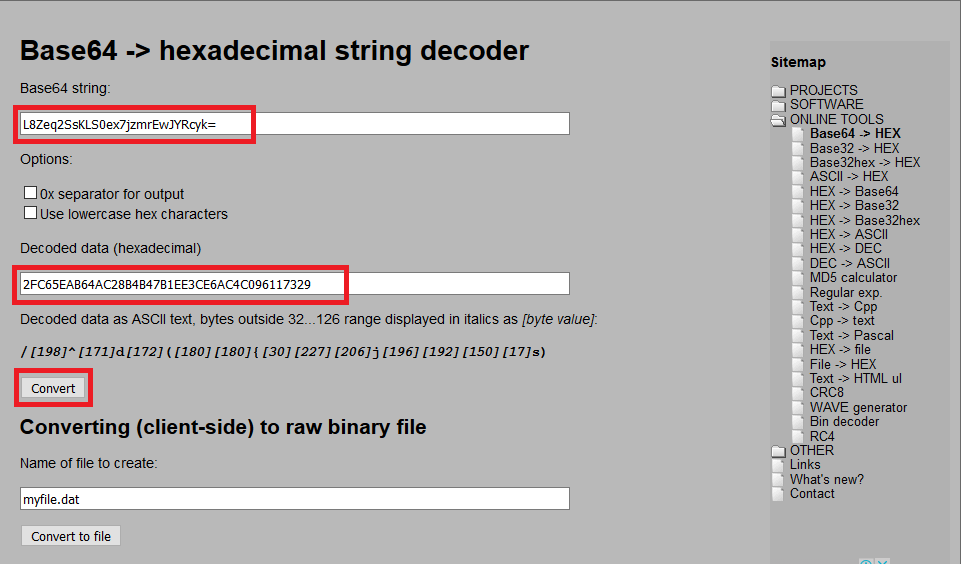 Base64 -> hexadecimal string decoder
Base64 string:
L8Zeq2SsKLS0ex7jzmrEwJYRcyk=
Options:
0x separator for output
Use lowercase hex characters
Decoded data (hexadecimal)
2FC65EAB64AC28B4B47B1EE3CE6AC4C096117329
Decoded data as ASCII text, bytes outside 32...126 range displayed in italics as [byte value]:
/[198]^[171]d[172]([180][180]{[30][227][206]j[196][192][150][17]s)
Convert
Converting (client-side) to raw binary file
Name of file to create:
myfile.dat
Convert to file
Sitemap
PROJECTS
SOFTWARE
ONLINE TOOLS
Base64 -> HEX
Base32 -> HEX
Base32hex -> HEX
ASCII -> HEX
HEX -> Base64
HEX -> Base32
HEX -> Base32hex
HEX -> ASCII
HEX -> DEC
DEC -> ASCII
MD5 calculator
Regular exp.
Text -> Cpp
Cpp -> text
Text -> Pascal
HEX -> file
File -> HEX
Text -> HTML ul
CRC8
WAVE generator
Bin decoder
RC4
OTHER
Links
What's new?
Contact